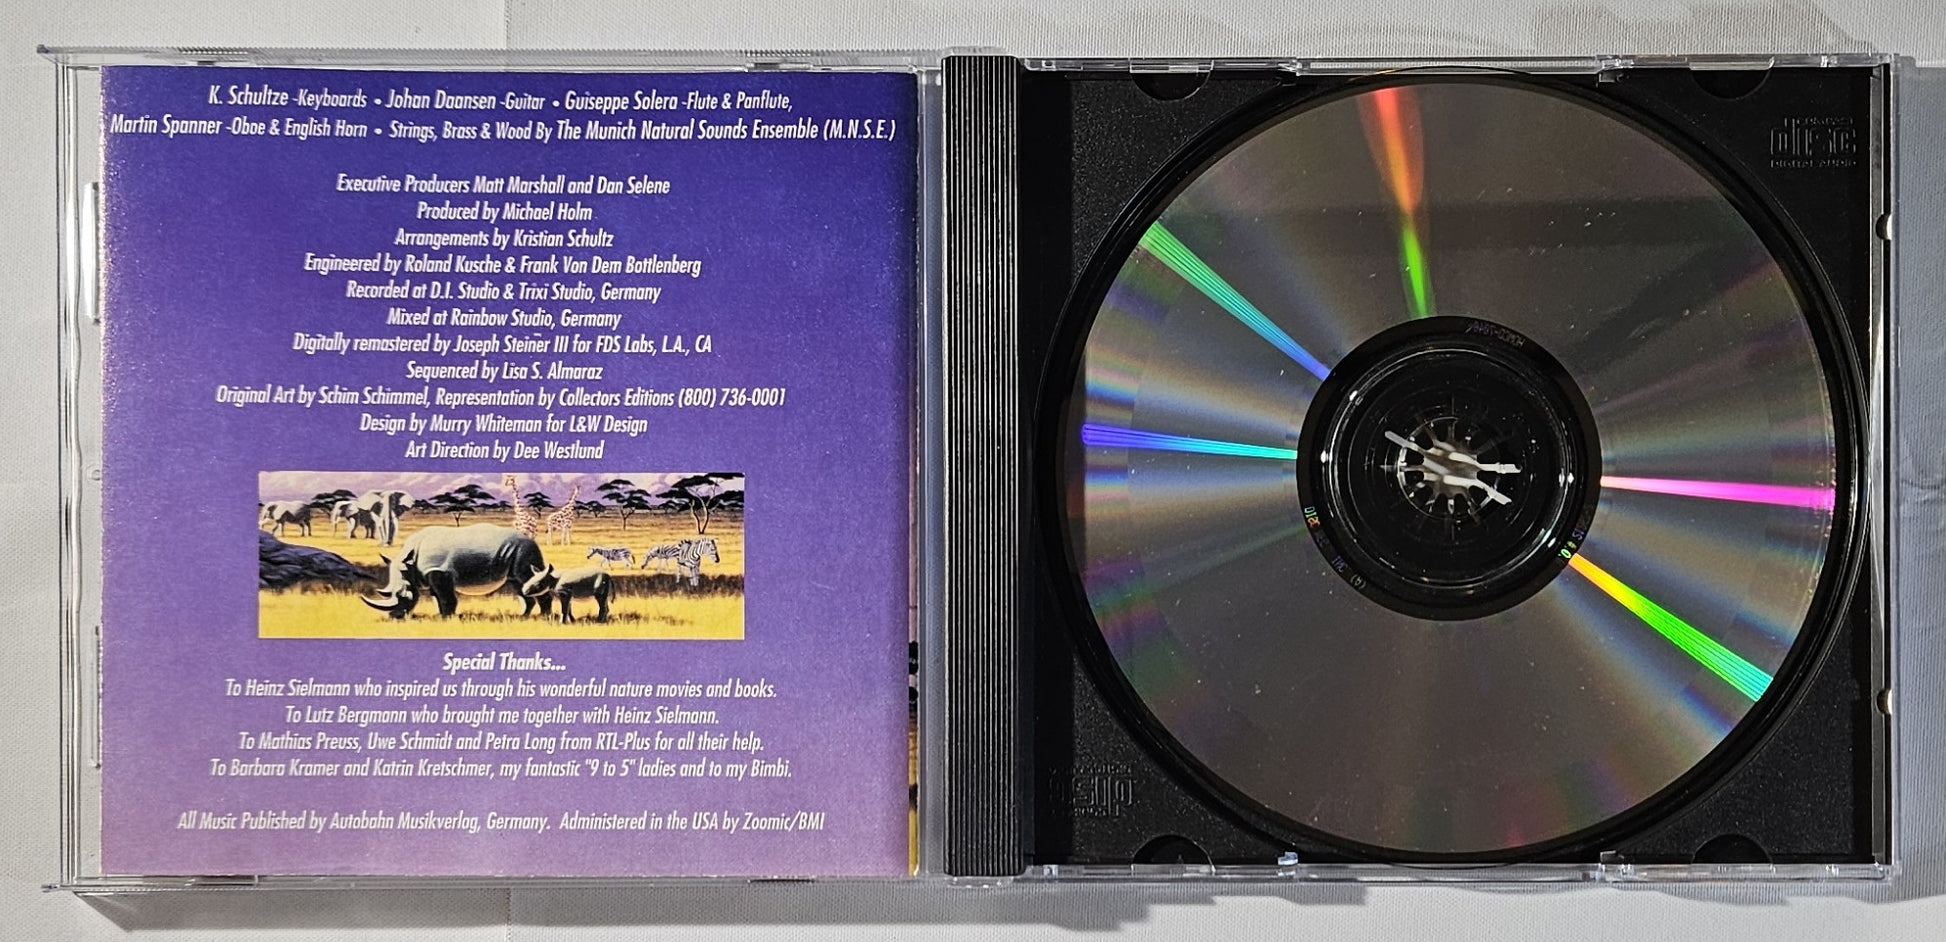 K. Schultze -Keyboards • Johan Daansen -Guitar • Guiseppe Solera -Flute & Panflute,
Martin Spanner -Oboe & English Horn • Strings, Brass & Wood By The Munich Natural Sounds Ensemble (M.N.S.E.)
Executive Producers Matt Marshall and Dan Selene
Produced by Michael Holm
Arrangements by Kristian Schultz
Engineered by Roland Kusche & Frank Von Dem Bottlenberg
Recorded at D.I. Studio & Trixi Studio, Germany
Mixed at Rainbow Studio, Germany
Digitally remastered by Joseph Steiner III for FDS Labs, L.A., CA
Sequenced by Lisa S. Almaraz
Original Art by Schim Schimmel, Representation by Collectors Editions (800) 736-0001
Design by Murry Whiteman for L&W Design
Art Direction by Dee Westlund
Special Thanks...
To Heinz Sielmann who inspired us through his wonderful nature movies and books.
To Lutz Bergmann who brought me together with Heinz Sielmann.
To Mathias Preuss, Uwe Schmidt and Petra Long from RTL-Plus for all their help.
To Barbara Kramer and Katrin Kretschmer, my fantastic "9 to 5" ladies and to my Bimbi.
All Music Published by Autobahn Musikverlag, Germany. Administered in the USA by Zoomic/BMI
COMPACT
disc
DIGITAL AUDIO
disc